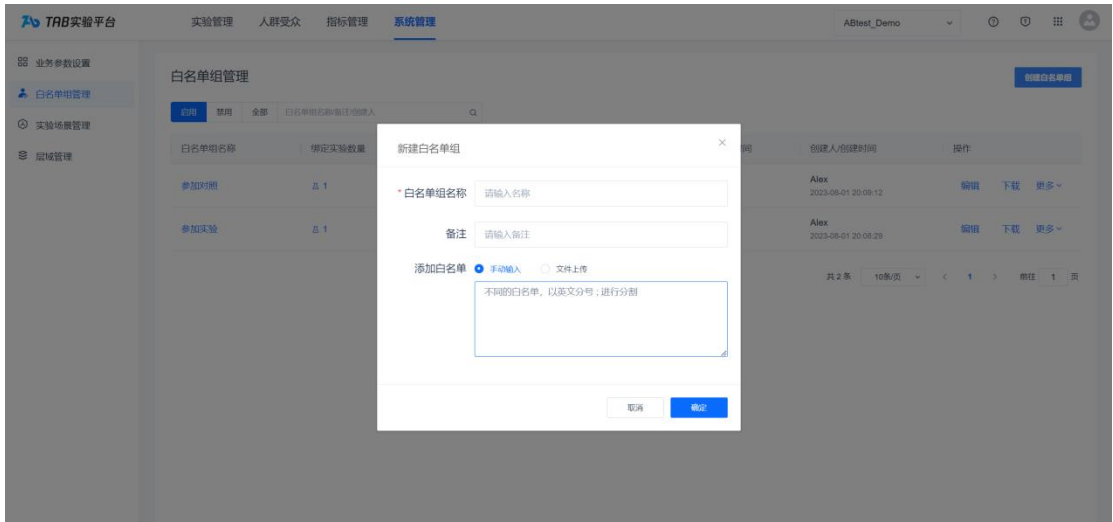 TAB实验平台 实验管理 人群受众 指标管理 系统管理 ABtest_Demo
业务参数设置
白名单组管理
实验场景管理
层域管理
白名单组管理 创建白名单组
启用 禁用 全部 白名单组名称/备注/创建人
白名单组名称 绑定实验数量 时间 创建人/创建时间 操作
参加对照 1 Alex 2023-08-01 20:09:12 编辑 下载 更多
参加实验 1 Alex 2023-08-01 20:08:29 编辑 下载 更多
共 2 条 10条/页 1 前往 1 页
新建白名单组
* 白名单组名称 请输入名称
备注 请输入备注
添加白名单 手动输入 文件上传
不同的白名单，以英文分号 ; 进行分割
取消 确定